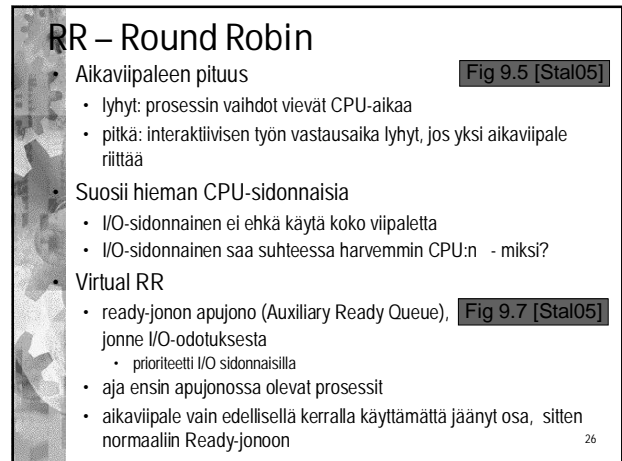 RR – Round Robin
• Aikaviipaleen pituus
Fig 9.5 [Stal05]
• lyhyt: prosessin vaihdot vievät CPU-aikaa
• pitkä: interaktiivisen työn vastausaika lyhyt, jos yksi aikaviipale
riittää
• Suosii hieman CPU-sidonnaisia
• I/O-sidonnainen ei ehkä käytä koko viipaletta
• I/O-sidonnainen saa suhteessa harvemmin CPU:n - miksi?
• Virtual RR
• ready-jonon apujono (Auxiliary Ready Queue),
Fig 9.7 [Stal05]
jonne I/O-odotuksesta
• prioriteetti I/O sidonnaisilla
• aja ensin apujonossa olevat prosessit
• aikaviipale vain edellisellä kerralla käyttämättä jäänyt osa, sitten
normaaliin Ready-jonoon
26